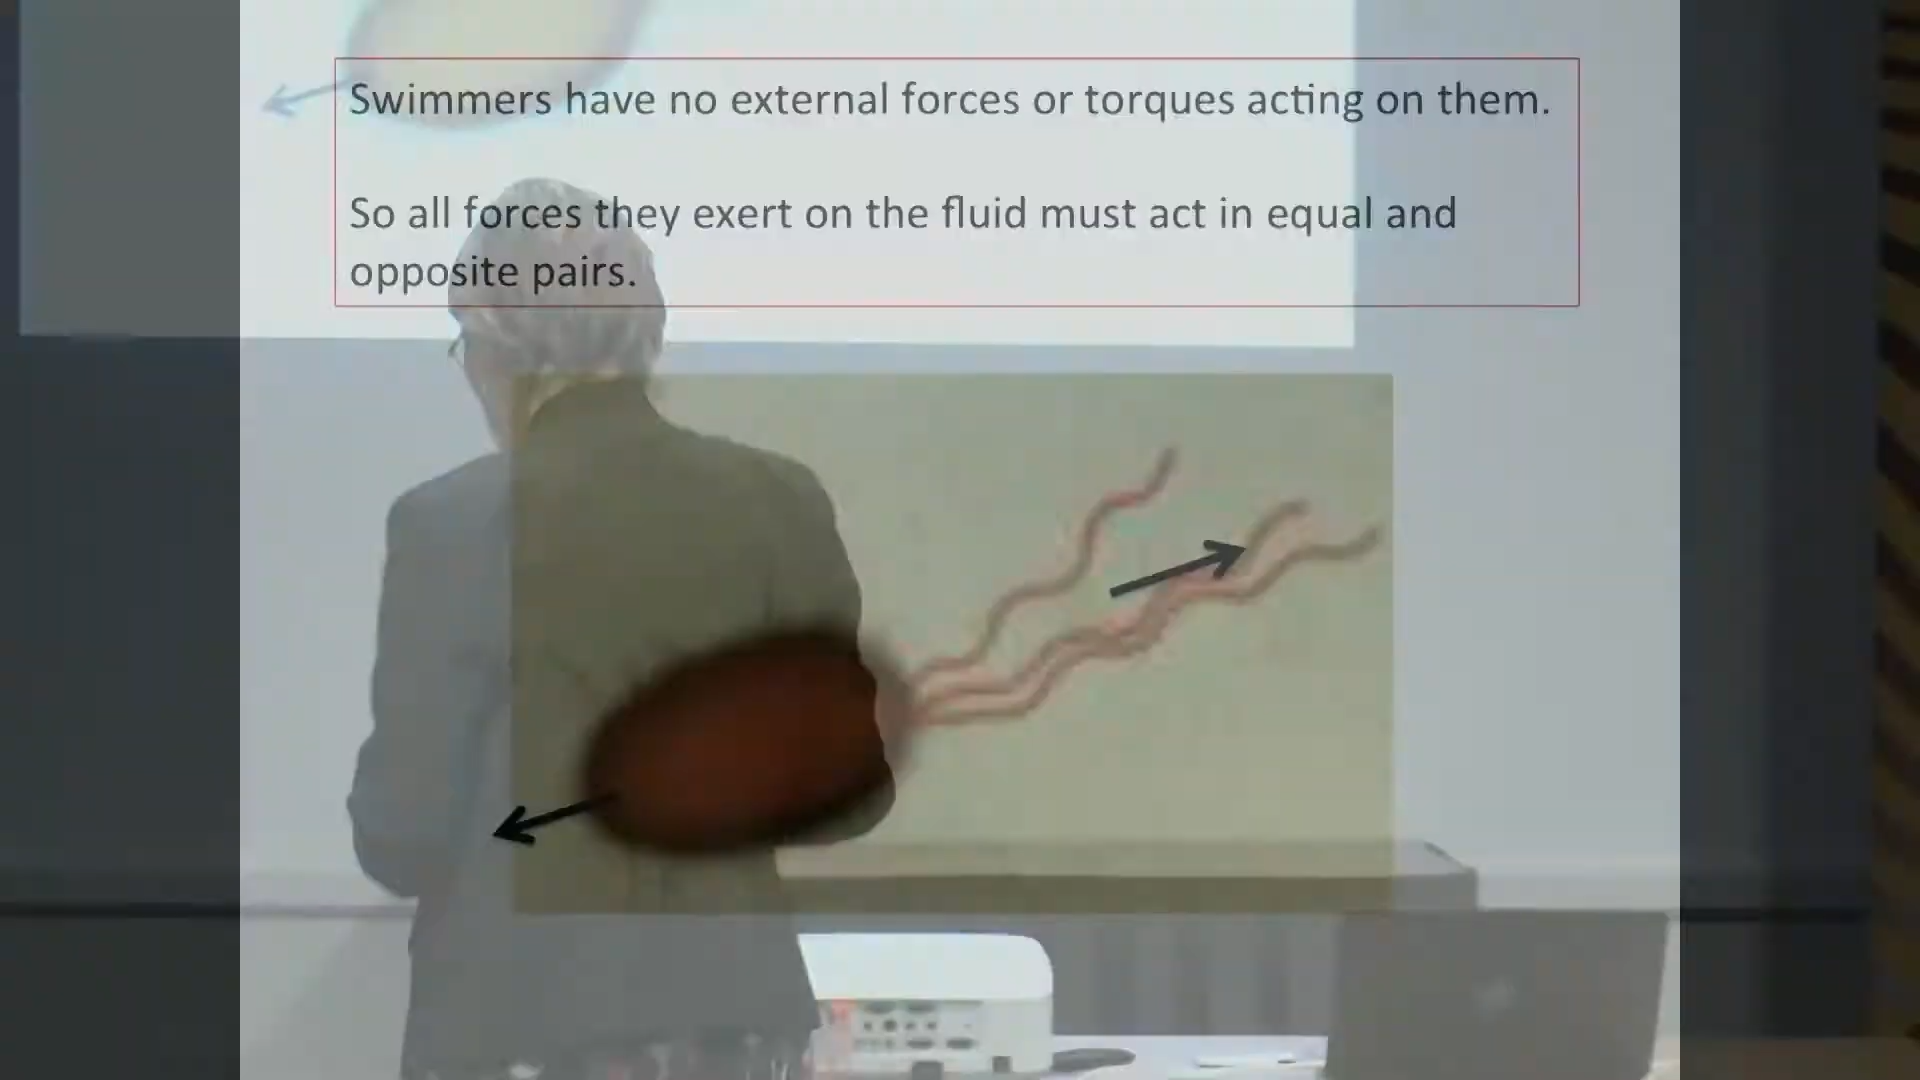 Swimmers have no external forces or torques acting on them.
So all forces they exert on the fluid must act in equal and
opposite pairs.